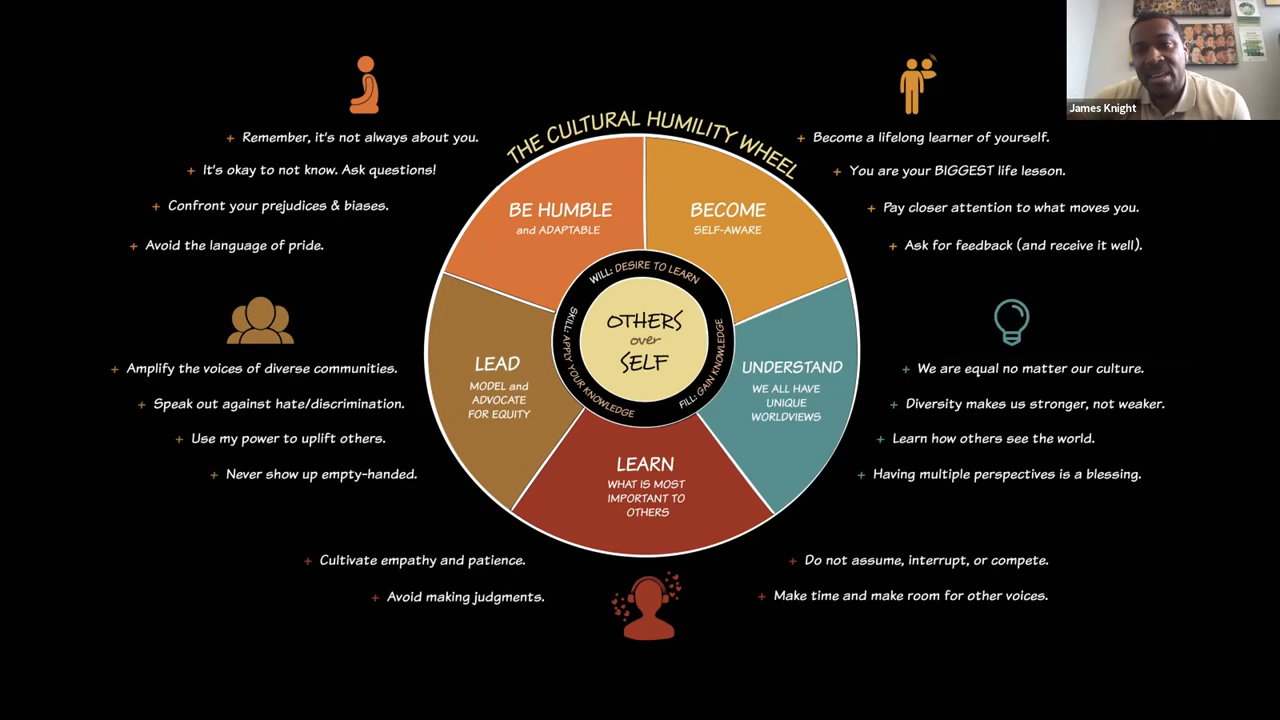 James Knight
THE CULTURAL HUMILITY WHEEL
+ Remember, it's not always about you.
+ It's okay to not know. Ask questions!
+ Confront your prejudices & biases.
+ Avoid the language of pride.
+ Become a lifelong learner of yourself.
+ You are your BIGGEST life lesson.
+ Pay closer attention to what moves you.
+ Ask for feedback (and receive it well).
BE HUMBLE
and ADAPTABLE
BECOME
SELF-AWARE
WILL: DESIRE TO LEARN
FILL: GAIN KNOWLEDGE
SKILL: APPLY YOUR KNOWLEDGE
OTHERS
over
SELF
LEAD
MODEL and
ADVOCATE
FOR EQUITY
UNDERSTAND
WE ALL HAVE
UNIQUE
WORLDVIEWS
LEARN
WHAT IS MOST
IMPORTANT TO
OTHERS
+ Amplify the voices of diverse communities.
+ Speak out against hate/discrimination.
+ Use my power to uplift others.
+ Never show up empty-handed.
+ We are equal no matter our culture.
+ Diversity makes us stronger, not weaker.
+ Learn how others see the world.
+ Having multiple perspectives is a blessing.
+ Cultivate empathy and patience.
+ Avoid making judgments.
+ Do not assume, interrupt, or compete.
+ Make time and make room for other voices.